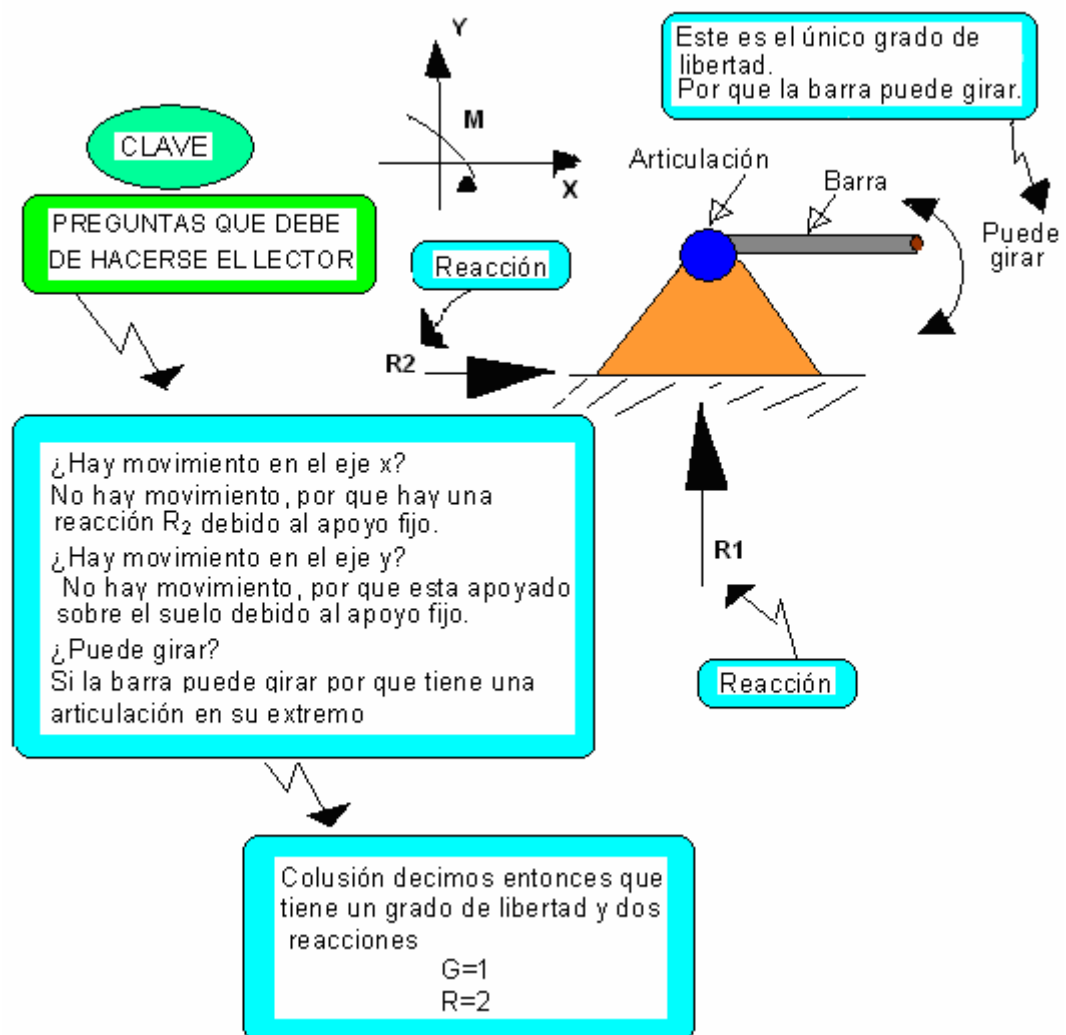 Y
M
X
Este es el único grado de
libertad.
Por que la barra puede girar.
CLAVE
PREGUNTAS QUE DEBE
DE HACERSE EL LECTOR
Articulación
Barra
Puede
girar
Reacción
R2
¿Hay movimiento en el eje x?
No hay movimiento, por que hay una
reacción R₂ debido al apoyo fijo.
¿Hay movimiento en el eje y?
No hay movimiento, por que esta apoyado
sobre el suelo debido al apoyo fijo.
¿Puede girar?
Si la barra puede girar por que tiene una
articulación en su extremo
R1
Reacción
Colusión decimos entonces que
tiene un grado de libertad y dos
reacciones
G=1
R=2